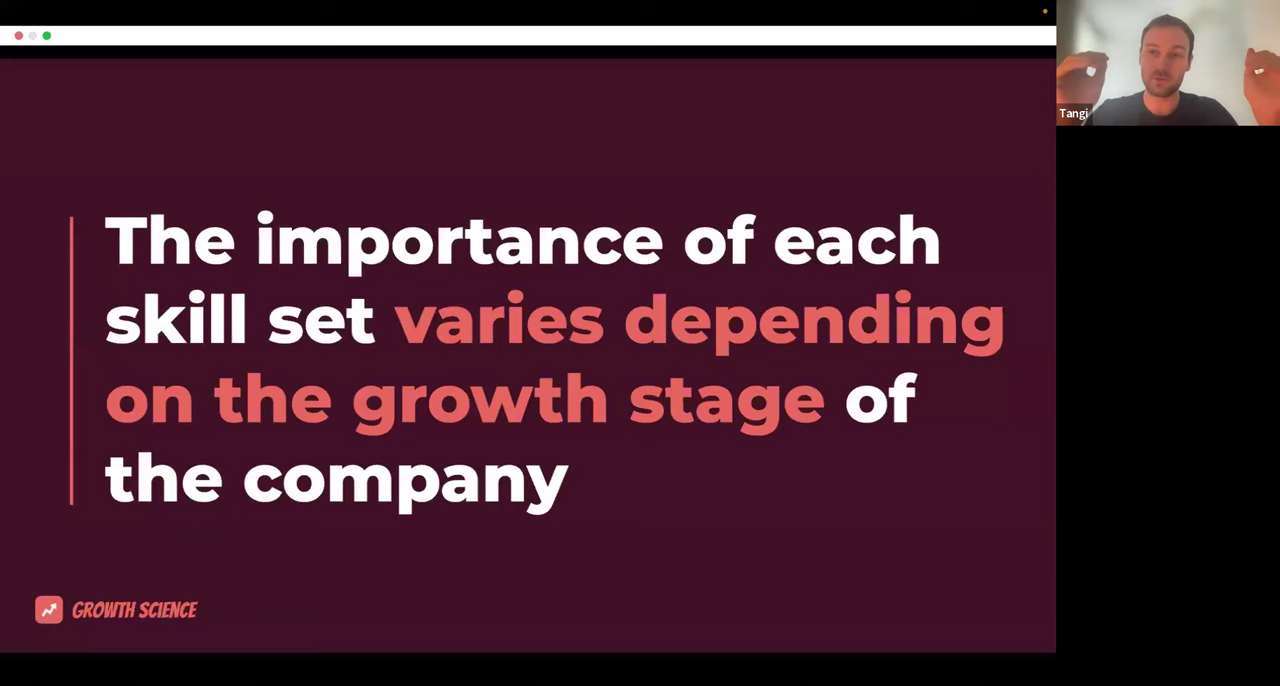 Tangi
The importance of each
skill set varies depending
on the growth stage of
the company
GROWTH SCIENCE